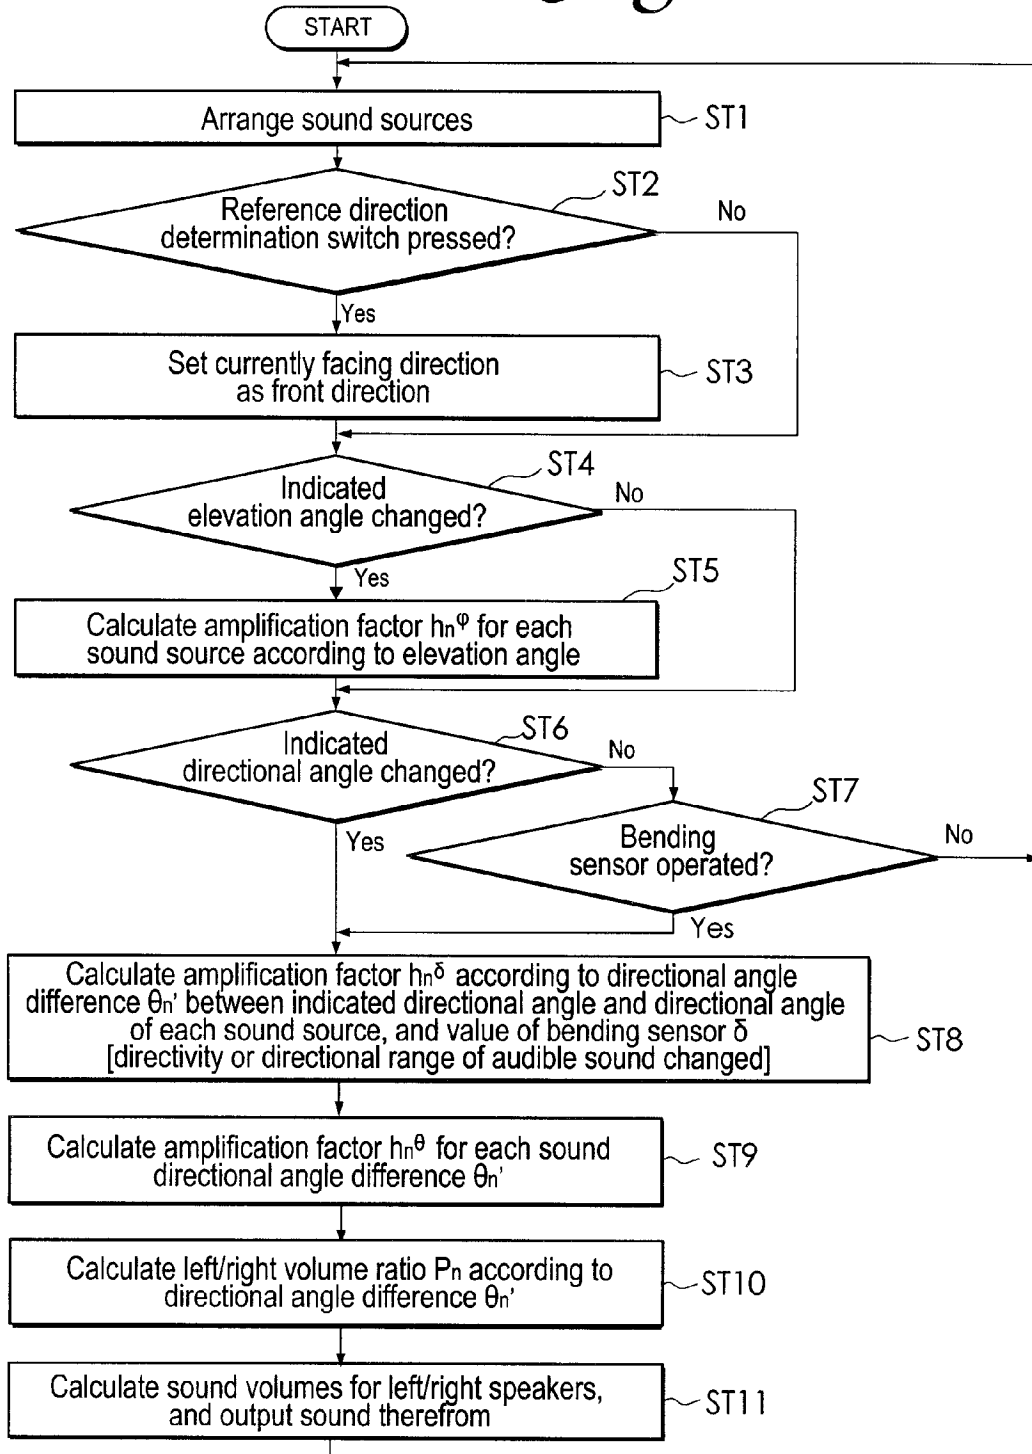 START
Arrange sound sources
ST1
ST2
Reference direction
determination switch pressed?
No
Yes
Set currently facing direction
as front direction
ST3
ST4
Indicated
elevation angle changed?
No
Yes
ST5
Calculate amplification factor hnφ for each
sound source according to elevation angle
ST6
Indicated
directional angle changed?
No
Yes
ST7
Bending
sensor operated?
No
Yes
Calculate amplification factor hnδ according to directional angle
difference θn' between indicated directional angle and directional angle
of each sound source, and value of bending sensor δ
[directivity or directional range of audible sound changed]
ST8
Calculate amplification factor hnθ for each sound
directional angle difference θn'
ST9
Calculate left/right volume ratio Pn according to
directional angle difference θn'
ST10
Calculate sound volumes for left/right speakers,
and output sound therefrom
ST11